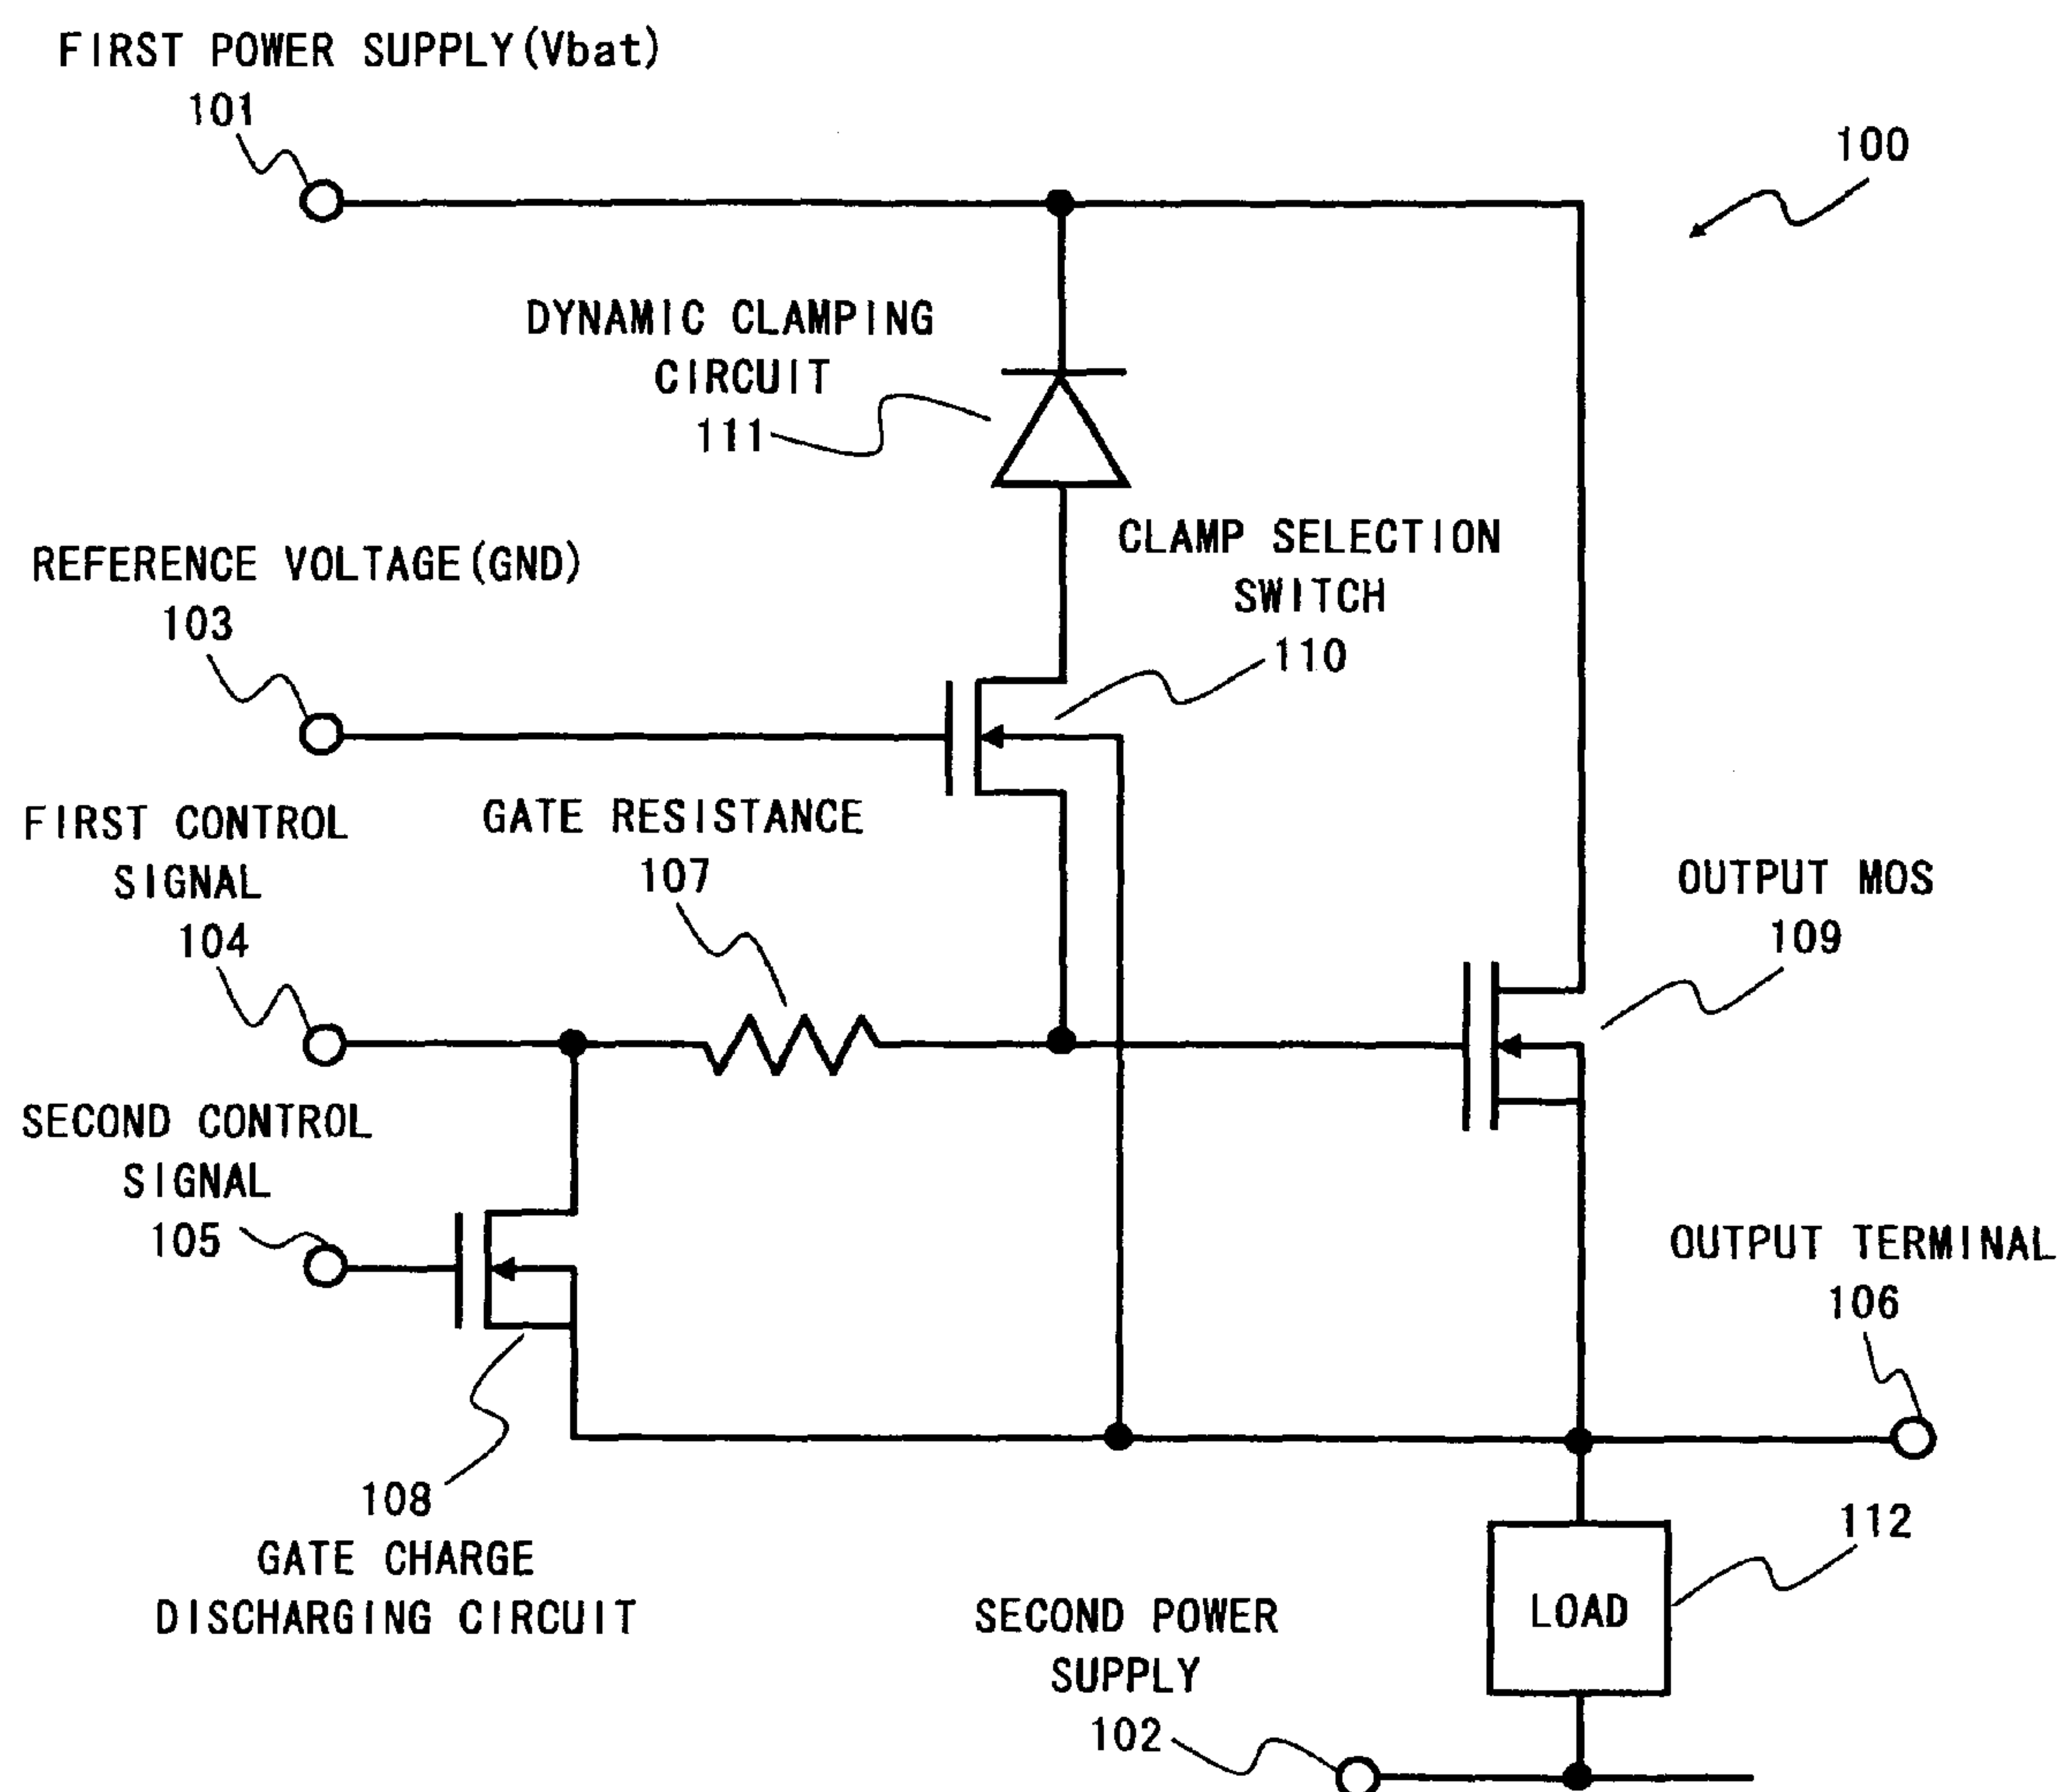 FIRST POWER SUPPLY(Vbat)
101
100
DYNAMIC CLAMPING
CIRCUIT
111
CLAMP SELECTION
SWITCH
110
REFERENCE VOLTAGE(GND)
103
FIRST CONTROL
SIGNAL
104
GATE RESISTANCE
107
OUTPUT MOS
109
SECOND CONTROL
SIGNAL
105
OUTPUT TERMINAL
106
108
GATE CHARGE
DISCHARGING CIRCUIT
112
LOAD
SECOND POWER
SUPPLY
102